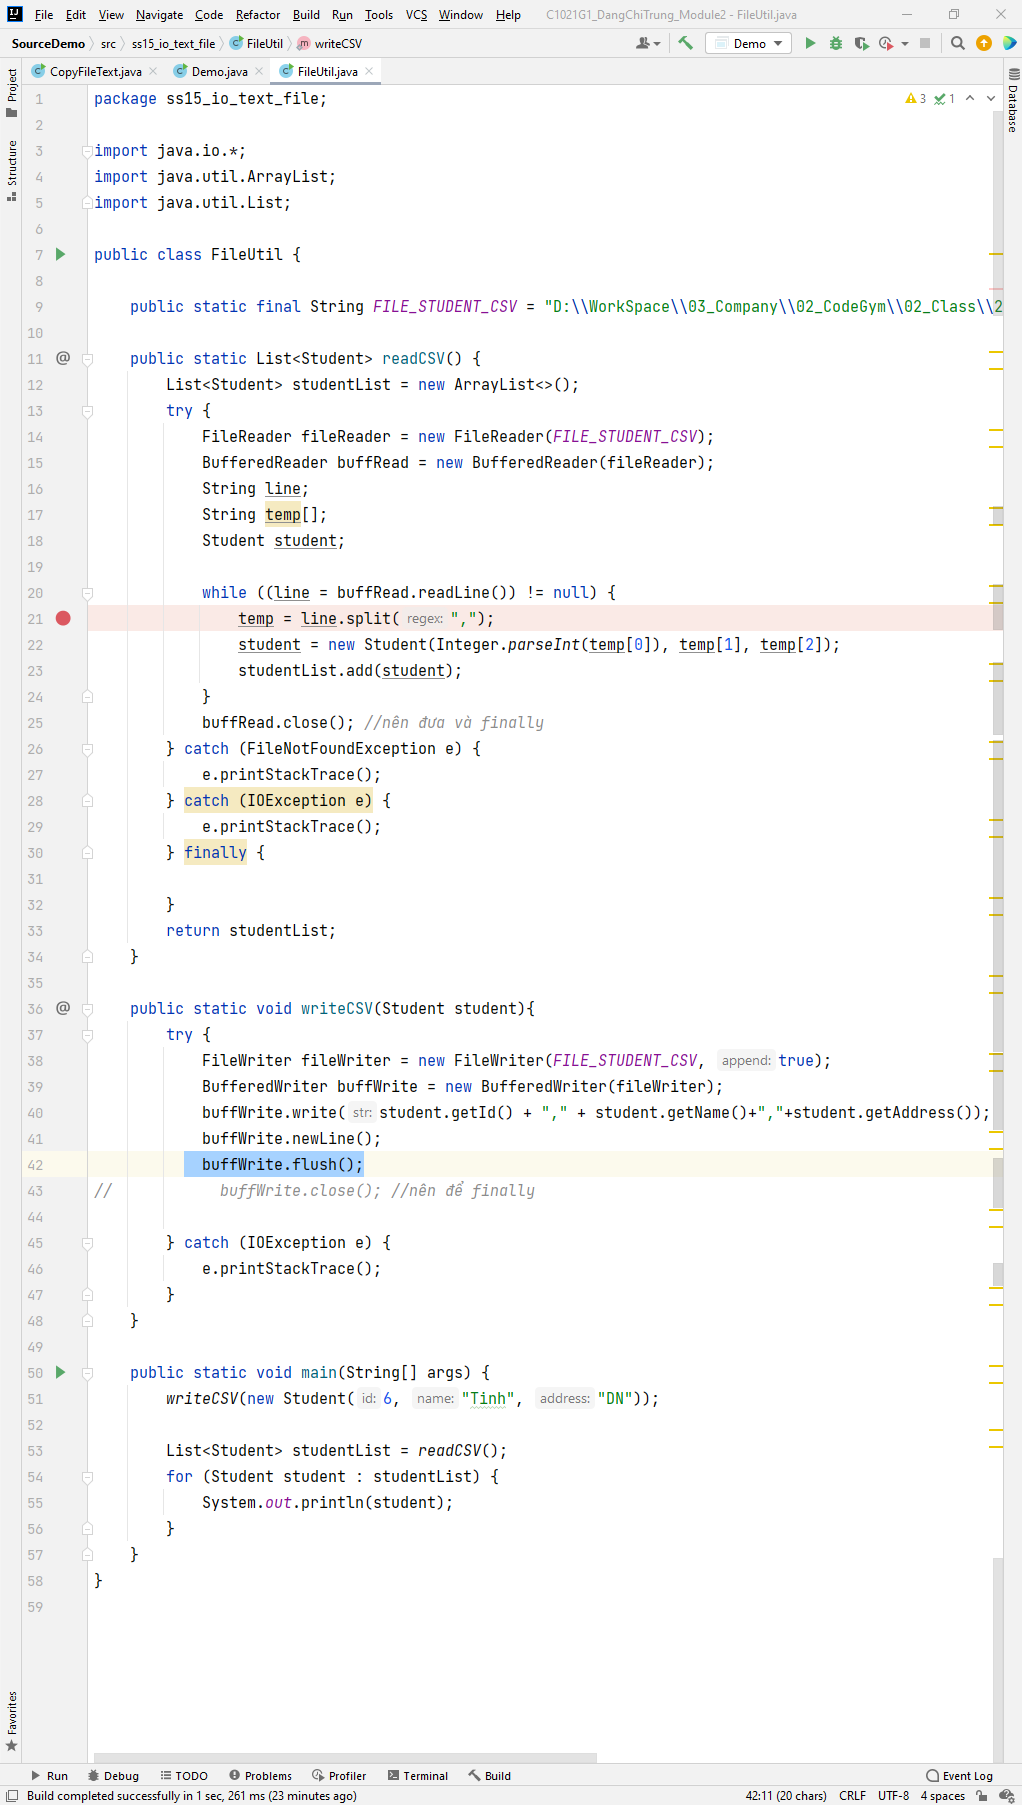 File Edit View Navigate Code Refactor Build Run Tools VCS Window Help C1021G1_DangChiTrung_Module2 - FileUtil.java
SourceDemo src ss15_io_text_file FileUtil writeCSV Demo
CopyFileText.java Demo.java FileUtil.java
Project
Structure
Favorites
Database
3 1
1 package ss15_io_text_file;
2
3 import java.io.*;
4 import java.util.ArrayList;
5 import java.util.List;
6
7 public class FileUtil {
8
9 public static final String FILE_STUDENT_CSV = "D:\\WorkSpace\\03_Company\\02_CodeGym\\02_Class\\2
10
11 @ public static List<Student> readCSV() {
12 List<Student> studentList = new ArrayList<>();
13 try {
14 FileReader fileReader = new FileReader(FILE_STUDENT_CSV);
15 BufferedReader buffRead = new BufferedReader(fileReader);
16 String line;
17 String temp[];
18 Student student;
19
20 while ((line = buffRead.readLine()) != null) {
21 temp = line.split( regex: ",");
22 student = new Student(Integer.parseInt(temp[0]), temp[1], temp[2]);
23 studentList.add(student);
24 }
25 buffRead.close(); //nên đưa và finally
26 } catch (FileNotFoundException e) {
27 e.printStackTrace();
28 } catch (IOException e) {
29 e.printStackTrace();
30 } finally {
31
32 }
33 return studentList;
34 }
35
36 @ public static void writeCSV(Student student){
37 try {
38 FileWriter fileWriter = new FileWriter(FILE_STUDENT_CSV, append: true);
39 BufferedWriter buffWrite = new BufferedWriter(fileWriter);
40 buffWrite.write( str: student.getId() + "," + student.getName()+","+student.getAddress());
41 buffWrite.newLine();
42 buffWrite.flush();
43 // buffWrite.close(); //nên để finally
44
45 } catch (IOException e) {
46 e.printStackTrace();
47 }
48 }
49
50 public static void main(String[] args) {
51 writeCSV(new Student( id: 6, name: "Tinh", address: "DN"));
52
53 List<Student> studentList = readCSV();
54 for (Student student : studentList) {
55 System.out.println(student);
56 }
57 }
58 }
59
Run Debug TODO Problems Profiler Terminal Build Event Log
Build completed successfully in 1 sec, 261 ms (23 minutes ago) 42:11 (20 chars) CRLF UTF-8 4 spaces